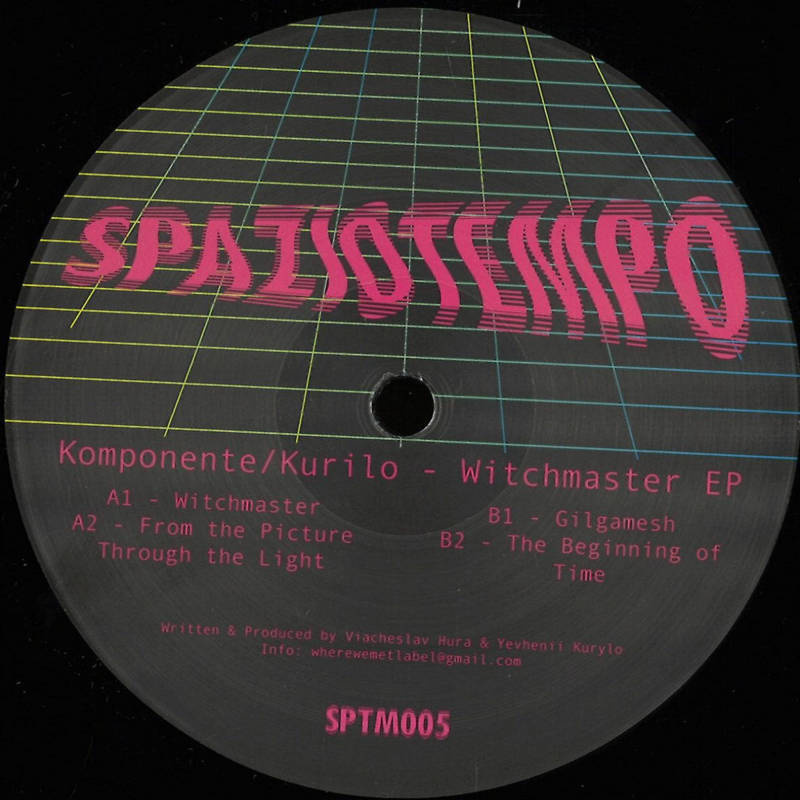 SPAZIOTEMPO
Komponente/Kurilo - Witchmaster EP
A1 - Witchmaster
A2 - From the Picture
Through the Light
B1 - Gilgamesh
B2 - The Beginning of
Time
Written & Produced by Viacheslav Hura & Yevhenii Kurylo
Info: wherewemetlabel@gmail.com
SPTM005